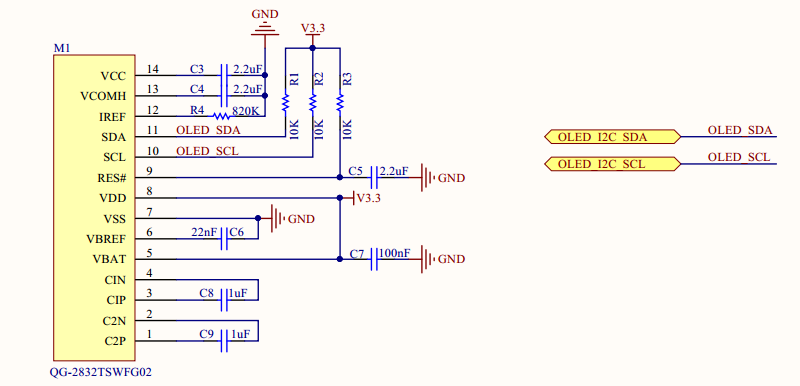 GND
V3.3
M1
VCC 14 C3 2.2uF
VCOMH 13 C4 2.2uF
IREF 12 R4 820K
R1 R2 R3
10K 10K 10K
SDA 11 OLED_SDA
SCL 10 OLED_SCL
RES# 9 C5 2.2uF GND
VDD 8 V3.3
VSS 7 GND
VBREF 6 22nF C6
VBAT 5 C7 100nF GND
CIN 4
CIP 3 C8 1uF
C2N 2
C2P 1 C9 1uF
QG-2832TSWFG02
OLED_I2C_SDA OLED_SDA
OLED_I2C_SCL OLED_SCL